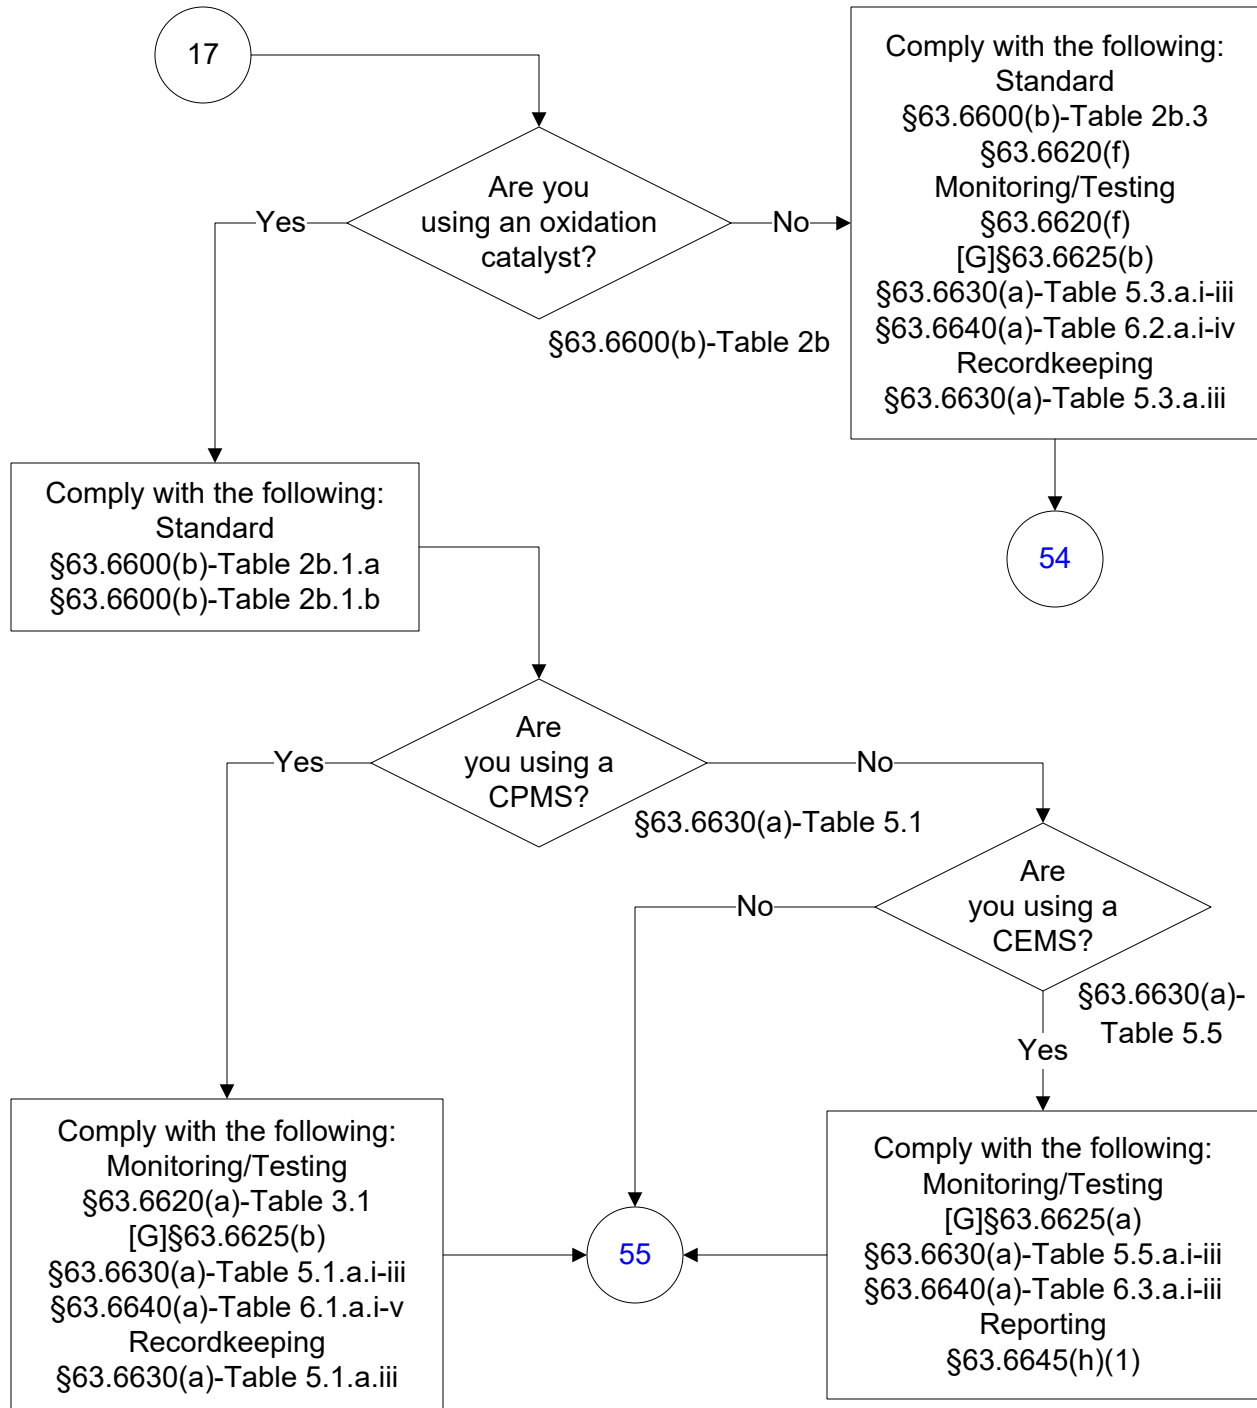 17
Are you
using an oxidation
catalyst?
Yes
No
§63.6600(b)-Table 2b
Comply with the following:
Standard
§63.6600(b)-Table 2b.3
§63.6620(f)
Monitoring/Testing
§63.6620(f)
[G]§63.6625(b)
§63.6630(a)-Table 5.3.a.i-iii
§63.6640(a)-Table 6.2.a.i-iv
Recordkeeping
§63.6630(a)-Table 5.3.a.iii
54
Comply with the following:
Standard
§63.6600(b)-Table 2b.1.a
§63.6600(b)-Table 2b.1.b
Are
you using a
CPMS?
Yes
No
§63.6630(a)-Table 5.1
Are
you using a
CEMS?
No
§63.6630(a)-
Table 5.5
Yes
Comply with the following:
Monitoring/Testing
§63.6620(a)-Table 3.1
[G]§63.6625(b)
§63.6630(a)-Table 5.1.a.i-iii
§63.6640(a)-Table 6.1.a.i-v
Recordkeeping
§63.6630(a)-Table 5.1.a.iii
55
Comply with the following:
Monitoring/Testing
[G]§63.6625(a)
§63.6630(a)-Table 5.5.a.i-iii
§63.6640(a)-Table 6.3.a.i-iii
Reporting
§63.6645(h)(1)